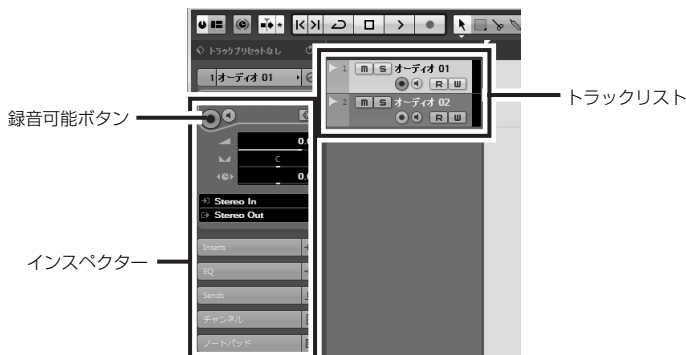 トラックプリセットなし
1 オーディオ 01
1 m S オーディオ 01
R W
2 m S オーディオ 02
R W
トラックリスト
録音可能ボタン
0.0
C
0.0
Stereo In
Stereo Out
インスペクター
Inserts
EQ
Sends
チャンネル
ノートパッド